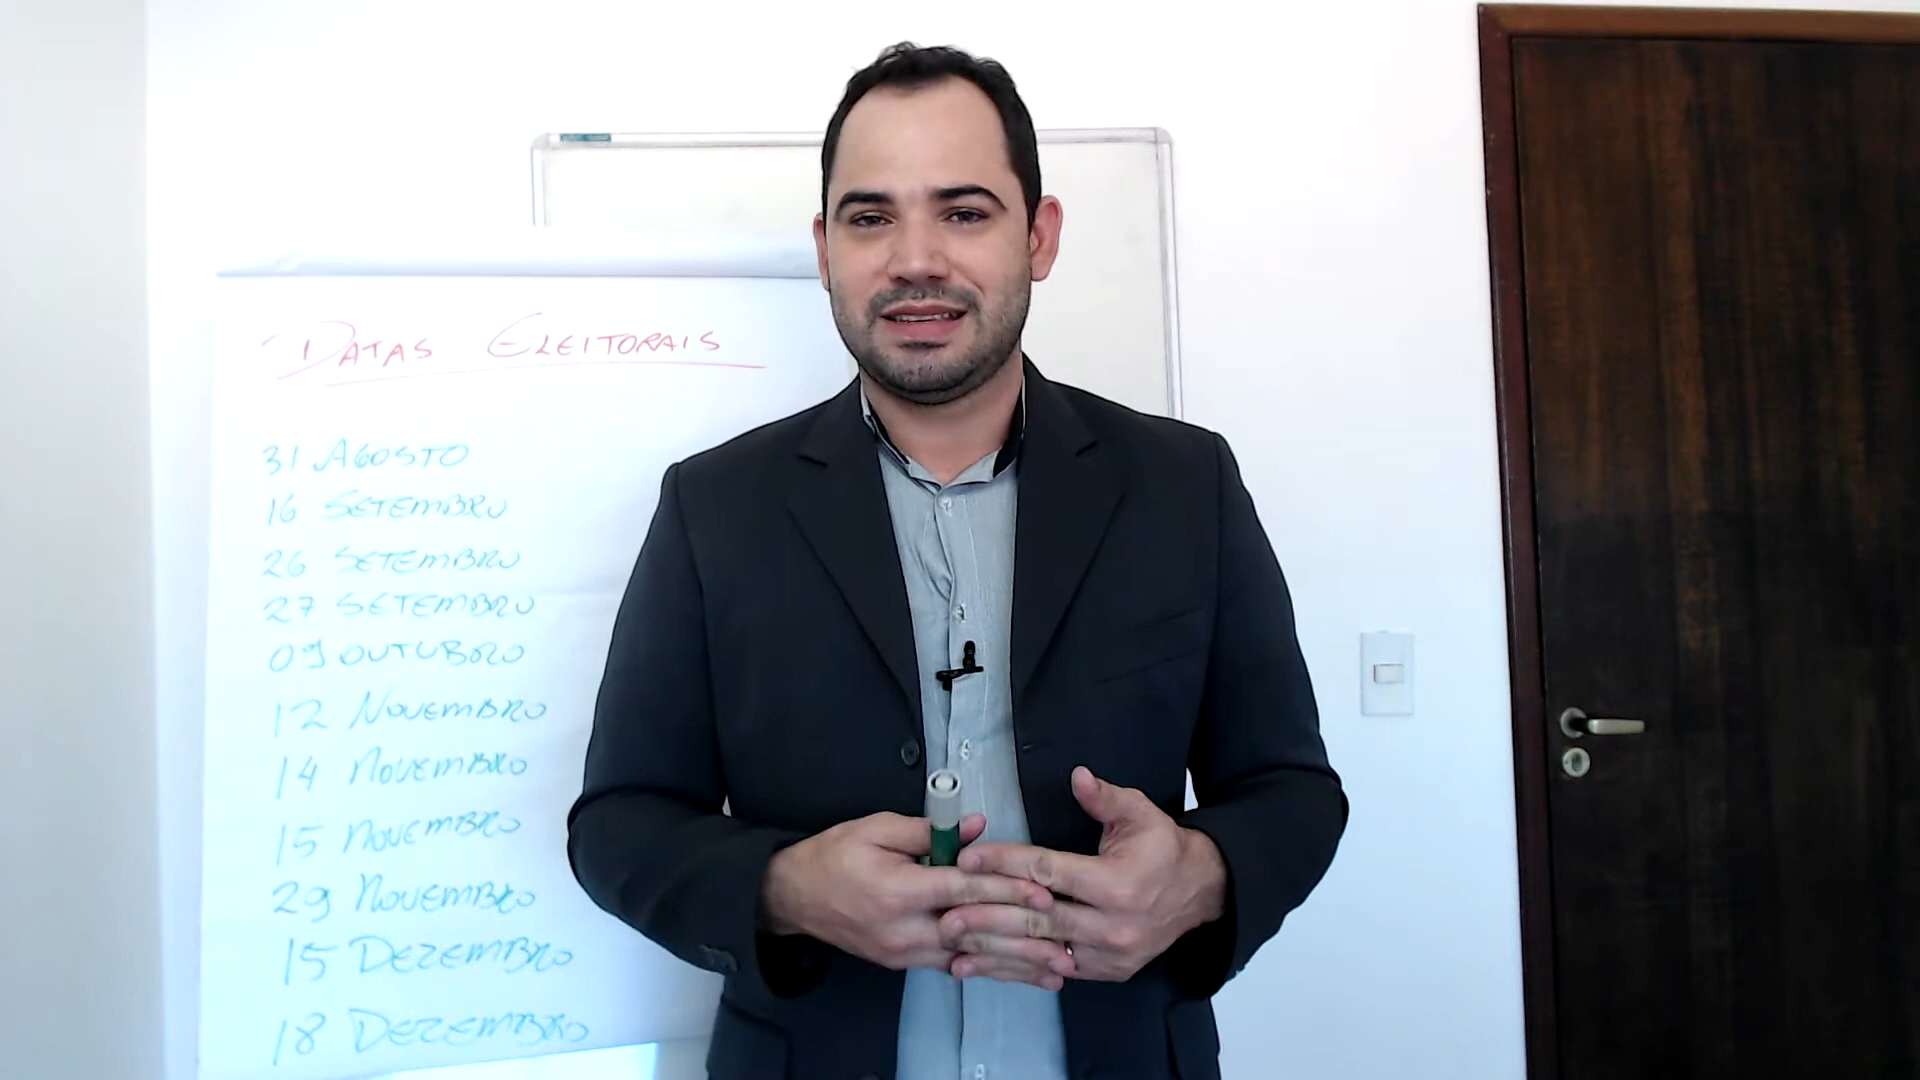 DATAS ELEITORAIS
31 AGOSTO
16 SETEMBRO
26 SETEMBRO
27 SETEMBRO
09 OUTUBRO
12 NOVEMBRO
14 NOVEMBRO
15 NOVEMBRO
29 NOVEMBRO
15 DEZEMBRO
18 DEZEMBRO